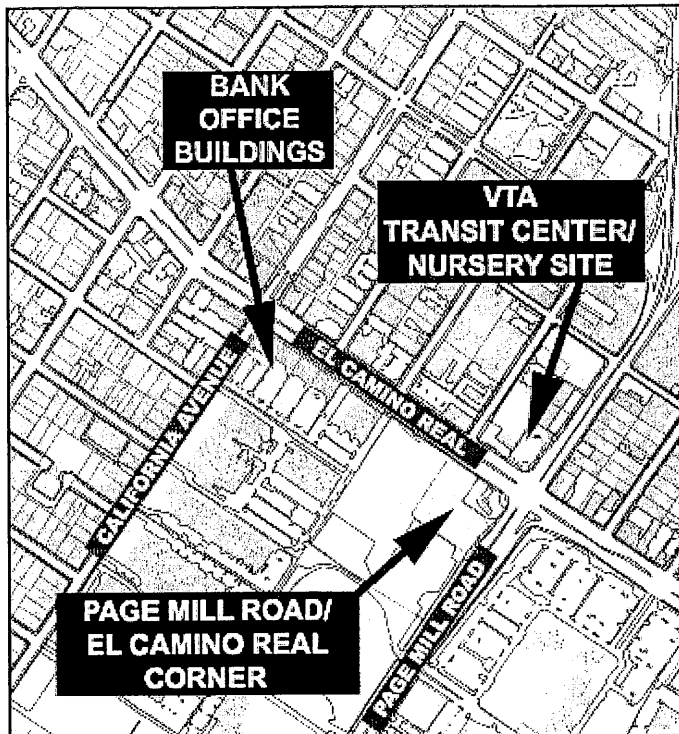 BANK
OFFICE
BUILDINGS
VTA
TRANSIT CENTER/
NURSERY SITE
EL CAMINO REAL
CALIFORNIA AVENUE
PAGE MILL ROAD
PAGE MILL ROAD/
EL CAMINO REAL
CORNER